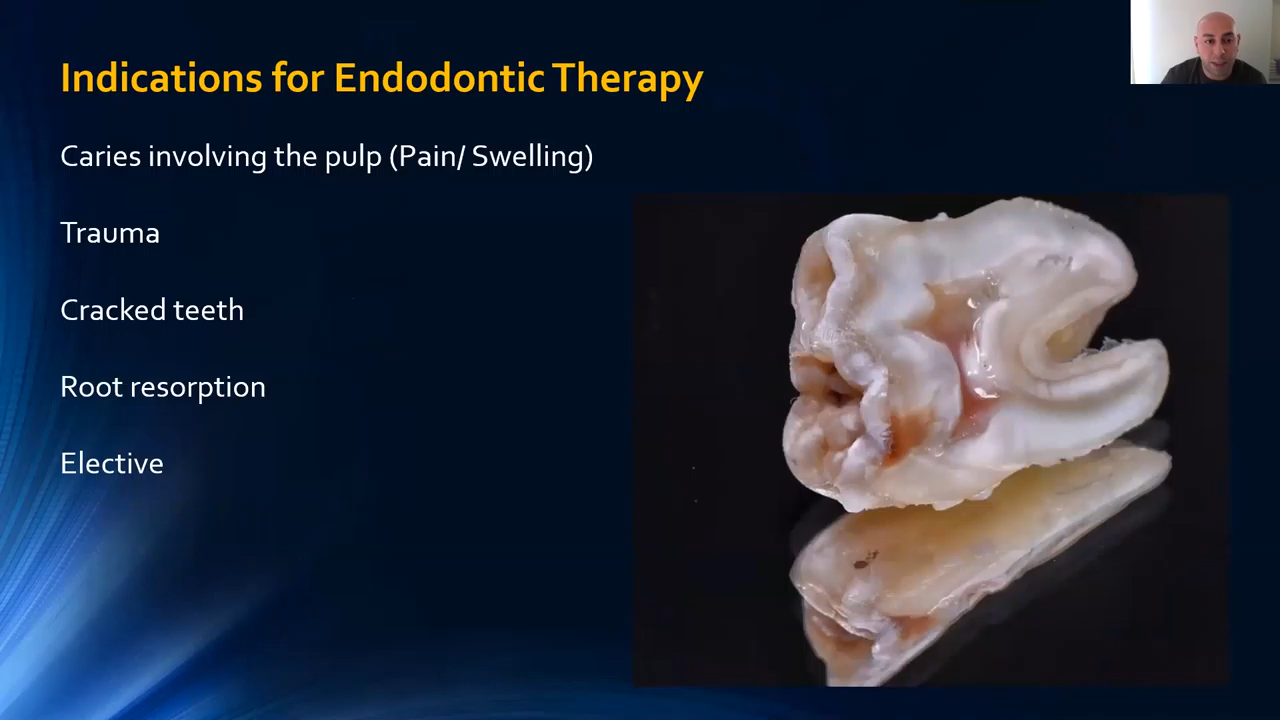 Indications for Endodontic Therapy
Caries involving the pulp (Pain/ Swelling)
Trauma
Cracked teeth
Root resorption
Elective